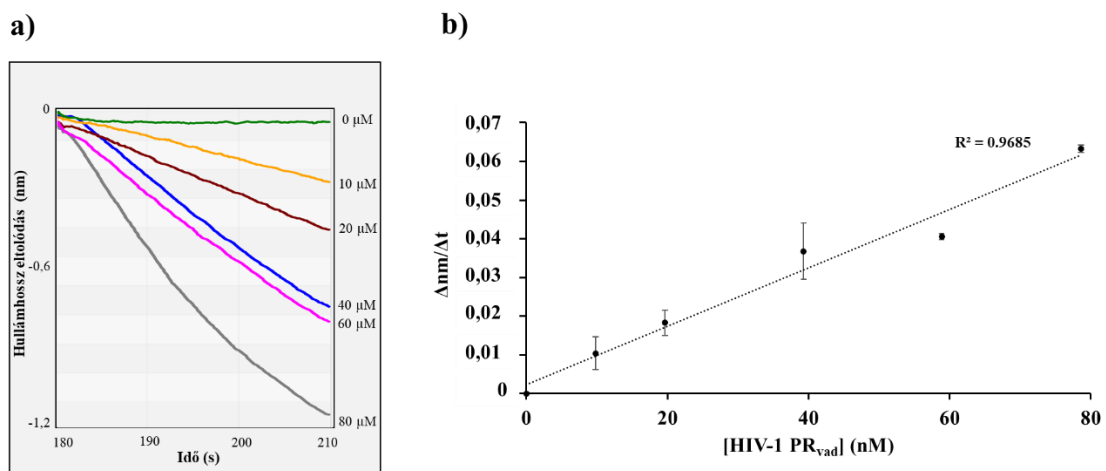 a)
0
-0,6
-1,2
Hullámhossz eltolódás (nm)
0 µM
10 µM
20 µM
40 µM
60 µM
80 µM
180
190
200
210
Idő (s)
b)
0,07
0,06
0,05
0,04
0,03
0,02
0,01
0
Δnm/Δt
R² = 0.9685
0
20
40
60
80
[HIV-1 PRvad] (nM)